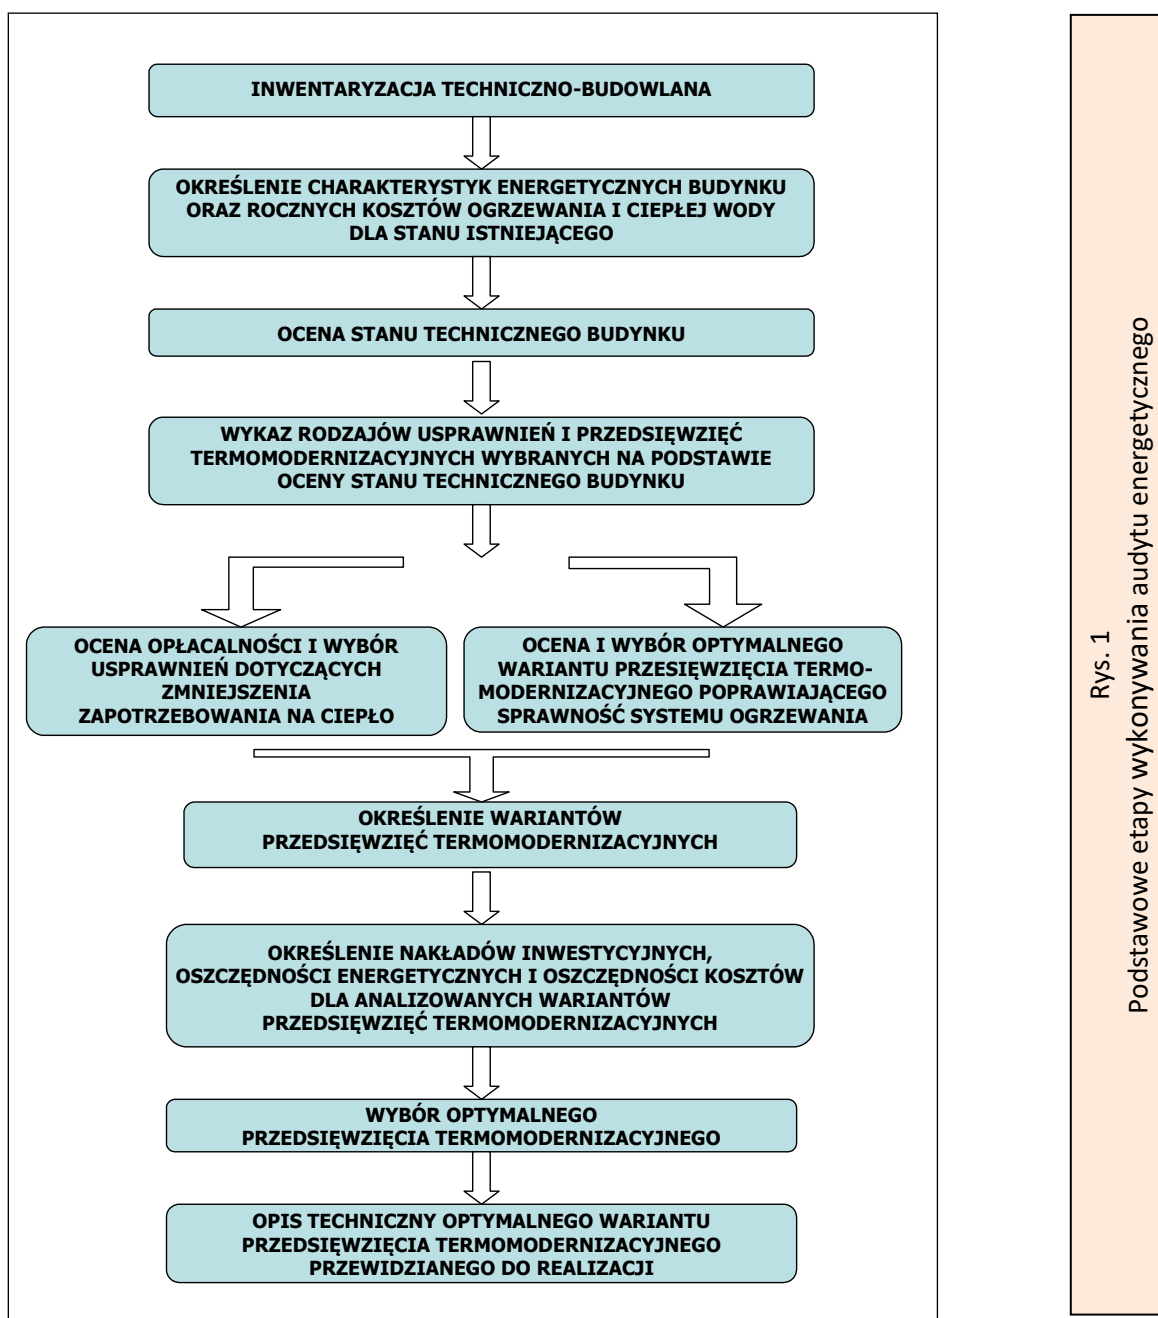 INWENTARYZACJA TECHNICZNO-BUDOWLANA
OKREŚLENIE CHARAKTERYSTYK ENERGETYCZNYCH BUDYNKU
ORAZ ROCZNYCH KOSZTÓW OGRZEWANIA I CIEPŁEJ WODY
DLA STANU ISTNIEJĄCEGO
OCENA STANU TECHNICZNEGO BUDYNKU
WYKAZ RODZAJÓW USPRAWNIEŃ I PRZEDSIĘWZIĘĆ
TERMOMODERNIZACYJNYCH WYBRANYCH NA PODSTAWIE
OCENY STANU TECHNICZNEGO BUDYNKU
OCENA OPŁACALNOŚCI I WYBÓR
USPRAWNIEŃ DOTYCZĄCYCH
ZMNIEJSZENIA
ZAPOTRZEBOWANIA NA CIEPŁO
OCENA I WYBÓR OPTYMALNEGO
WARIANTU PRZESIĘWZIĘCIA TERMO-
MODERNIZACYJNEGO POPRAWIAJĄCEGO
SPRAWNOŚĆ SYSTEMU OGRZEWANIA
OKREŚLENIE WARIANTÓW
PRZEDSIĘWZIĘĆ TERMOMODERNIZACYJNYCH
OKREŚLENIE NAKŁADÓW INWESTYCYJNYCH,
OSZCZĘDNOŚCI ENERGETYCZNYCH I OSZCZĘDNOŚCI KOSZTÓW
DLA ANALIZOWANYCH WARIANTÓW
PRZEDSIĘWZIĘĆ TERMOMODERNIZACYJNYCH
WYBÓR OPTYMALNEGO
PRZEDSIĘWZIĘCIA TERMOMODERNIZACYJNEGO
OPIS TECHNICZNY OPTYMALNEGO WARIANTU
PRZEDSIĘWZIĘCIA TERMOMODERNIZACYJNEGO
PRZEWIDZIANEGO DO REALIZACJI
Rys. 1
Podstawowe etapy wykonywania audytu energetycznego